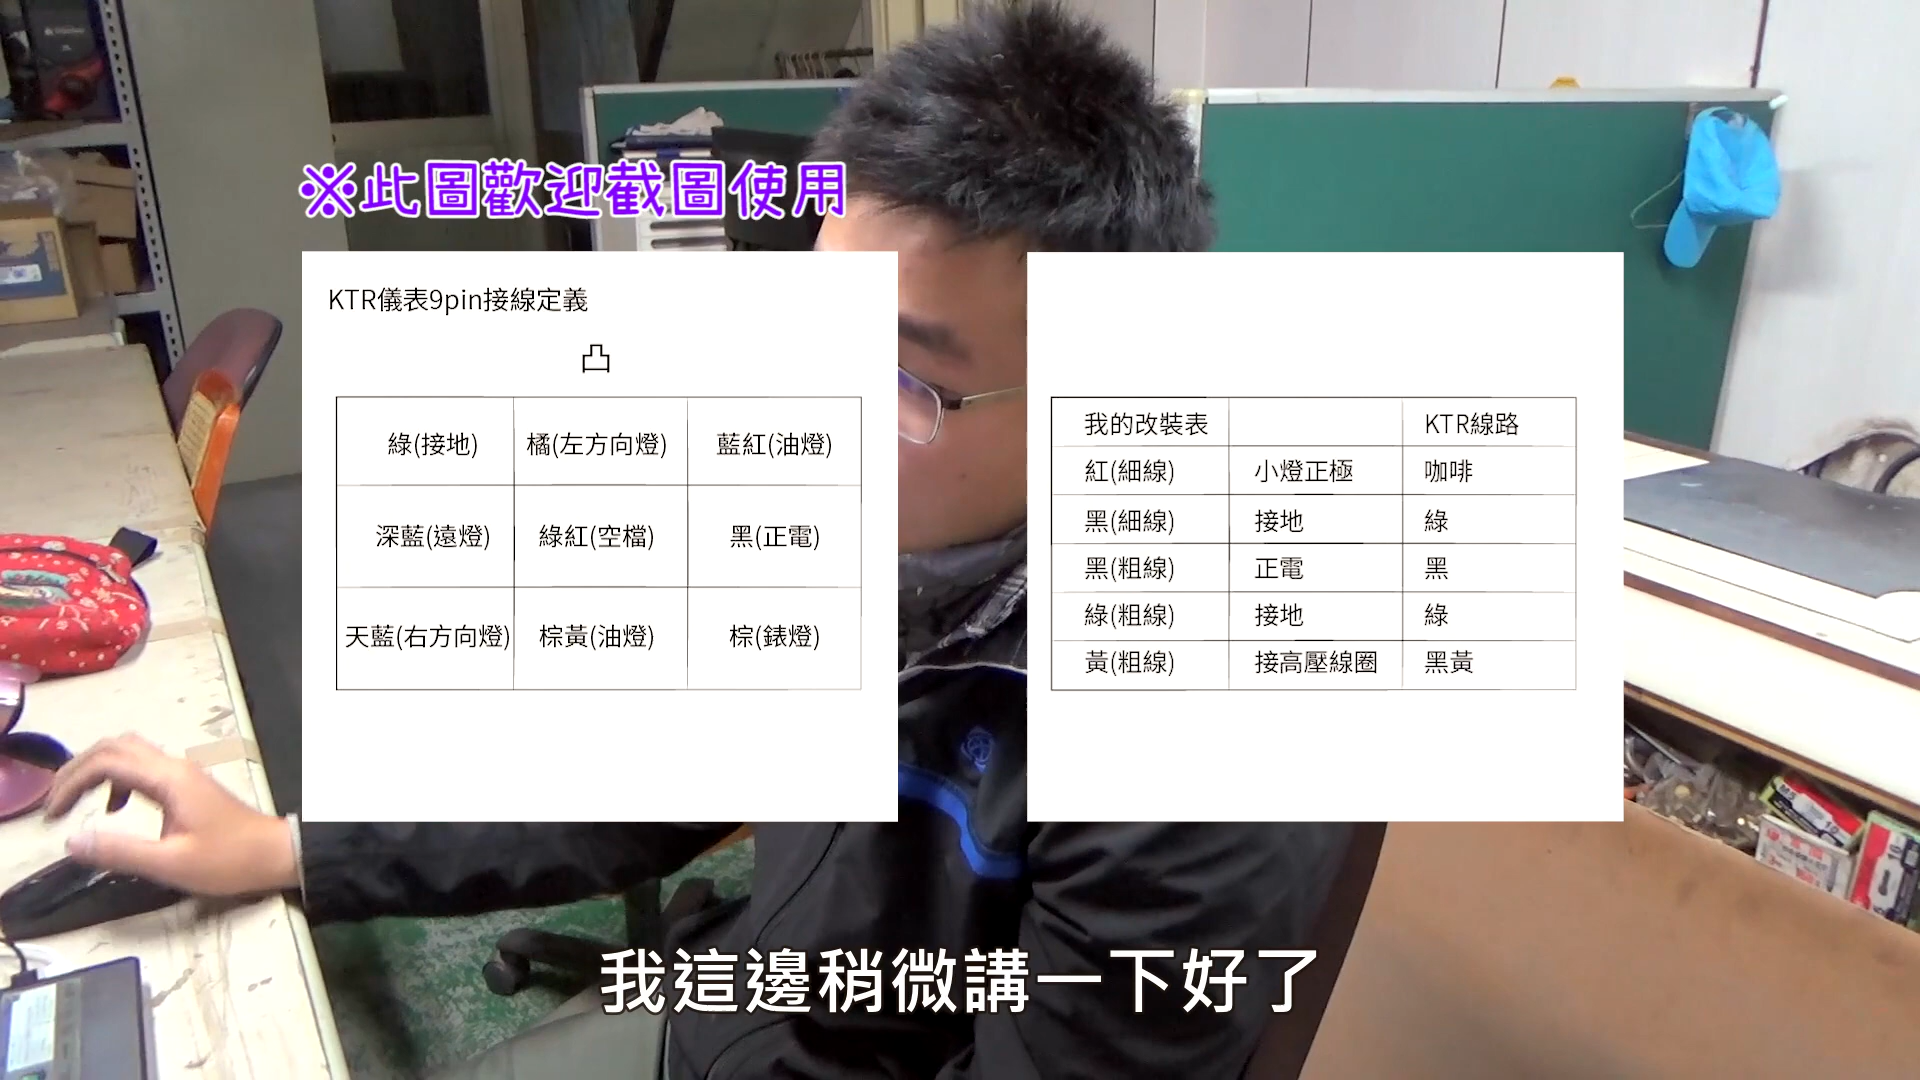 ※此圖歡迎截圖使用
KTR儀表9pin接線定義
凸
綠(接地) 橘(左方向燈) 藍紅(油燈)
深藍(遠燈) 綠紅(空檔) 黑(正電)
天藍(右方向燈) 棕黃(油燈) 棕(錶燈)
我的改裝表 KTR線路
紅(細線) 小燈正極 咖啡
黑(細線) 接地 綠
黑(粗線) 正電 黑
綠(粗線) 接地 綠
黃(粗線) 接高壓線圈 黑黃
我這邊稍微講一下好了